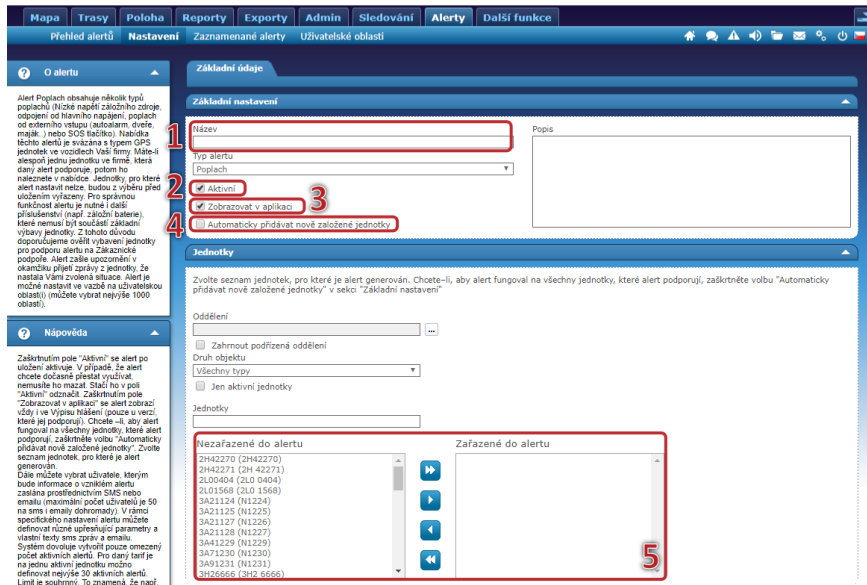 Mapa Trasy Poloha Reporty Exporty Admin Sledování Alerty Další funkce
Přehled alertů Nastavení Zaznamenané alerty Uživatelské oblasti
? O alertu
Alert Poplach obsahuje několik typů
poplachů (Nízké napětí záložního zdroje,
odpojení od hlavního napájení, poplach
od externího vstupu (autoalarm, dveře,
maják..) nebo SOS tlačítko). Nabídka
těchto alertů je svázána s typem GPS
jednotek ve vozidlech Vaší firmy. Máte-li
alespoň jednu jednotku ve firmě, která
daný alert podporuje, potom ho
naleznete v nabídce. Jednotky, pro které
alert nastavit nelze, budou z výběru před
uložením vyřazeny. Pro správnou
funkčnost alertu je nutné i další
příslušenství (např. záložní baterie),
které nemusí být součástí základní
výbavy jednotky. Z tohoto důvodu
doporučujeme ověřit vybavení jednotky
pro podporu alertu na Zákaznické
podpoře. Alert zašle upozornění v
okamžiku přijetí zprávy z jednotky, že
nastala Vámi zvolená situace. Alert je
možné nastavit ve vazbě na uživatelskou
oblast(i) (můžete vybrat nejvýše 1000
oblastí).
? Nápověda
Zaškrtnutím pole "Aktivní" se alert po
uložení aktivuje. V případě, že alert
chcete dočasně přestat využívat,
nemusíte ho mazat. Stačí ho v poli
"Aktivní" odznačit. Zaškrtnutím pole
"Zobrazovat v aplikaci" se alert zobrazí
vždy i ve Výpisu hlášení (pouze u verzí,
které jej podporují). Chcete –li, aby alert
fungoval na všechny jednotky, které alert
podporují, zaškrtněte volbu "Automaticky
přidávat nově založené jednotky". Zvolte
seznam jednotek, pro které je alert
generován.
Dále můžete vybrat uživatele, kterým
bude informace o vzniklém alertu
zaslána prostřednictvím SMS nebo
emailu (maximální počet uživatelů je 50
na sms i emaily dohromady). V rámci
specifického nastavení alertu můžete
definovat různé upřesňující parametry a
vlastní texty sms zpráv a emailu.
Systém dovoluje vytvořit pouze omezený
počet aktivních alertů. Pro daný tarif je
na jednu aktivní jednotku možno
definovat nejvýše 30 aktivních alertů.
Limit je souhrnný. To znamená, že např.
Základní údaje
Základní nastavení
1 Název
Popis
Typ alertu
Poplach
2 Aktivní
Zobrazovat v aplikaci 3
4 Automaticky přidávat nově založené jednotky
Jednotky
Zvolte seznam jednotek, pro které je alert generován. Chcete–li, aby alert fungoval na všechny jednotky, které alert podporují, zaškrtněte volbu "Automaticky
přidávat nově založené jednotky" v sekci "Základní nastavení"
Oddělení
...
Zahrnout podřízená oddělení
Druh objektu
Všechny typy
Jen aktivní jednotky
Jednotky
Nezařazené do alertu
2H42270 (2H42270)
2H42271 (2H 42271)
2L00404 (2L0 0404)
2L01568 (2L0 1568)
3A21124 (N1224)
3A21125 (N1225)
3A21127 (N1226)
3A21128 (N1227)
3A41229 (N1229)
3A71230 (N1230)
3A91231 (N1231)
3H26666 (3H2 6666)
Zařazené do alertu
5